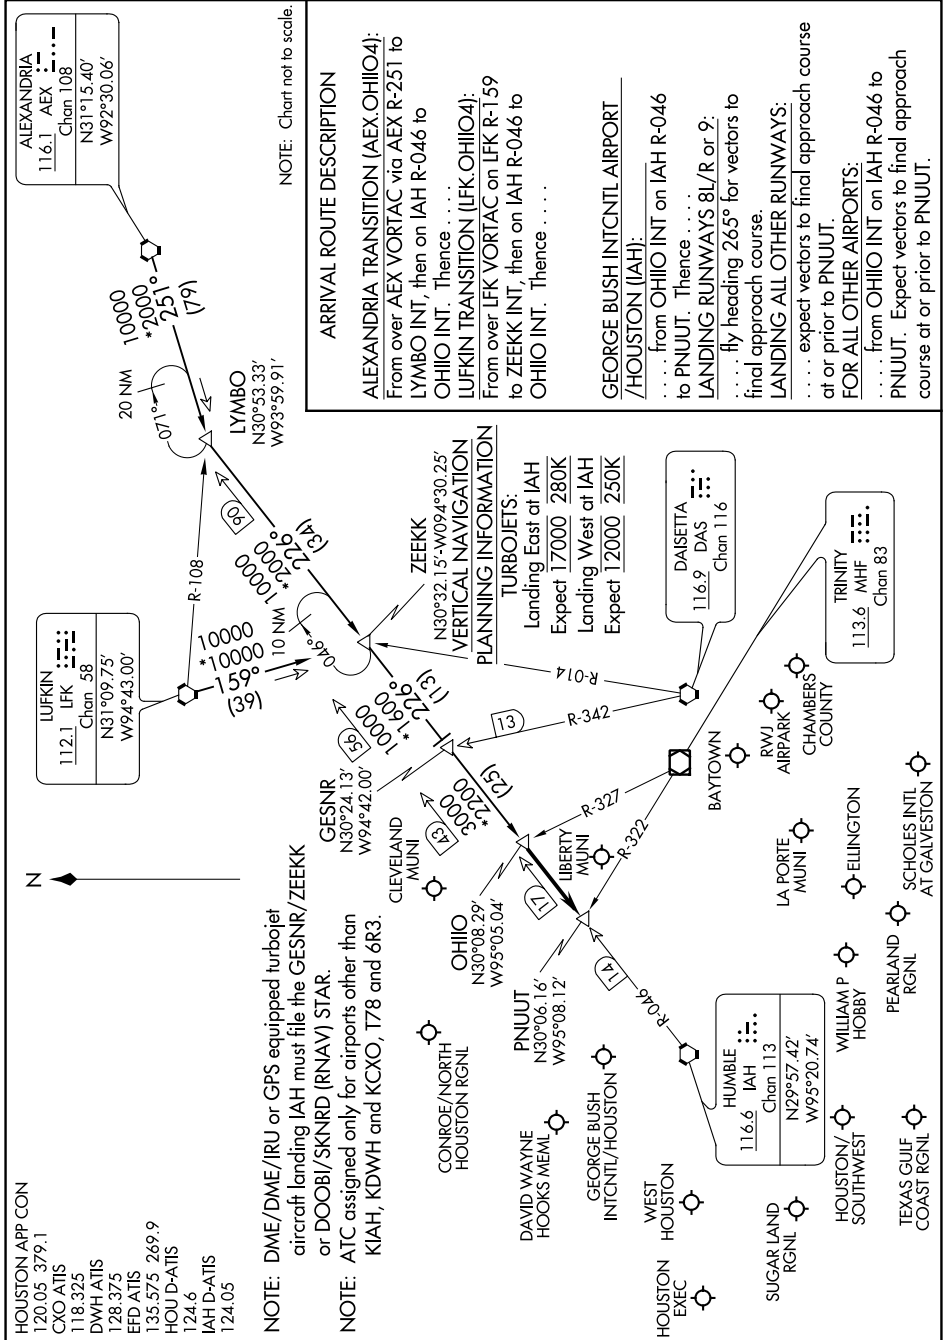 HOUSTON APP CON
120.05 379.1
CXO ATIS
118.325
DWH ATIS
128.375
EFD ATIS
135.575 269.9
HOU D-ATIS
124.6
IAH D-ATIS
124.05
NOTE: DME/DME/IRU or GPS equipped turbojet
aircraft landing IAH must file the GESNR/ZEEKK
or DOOBI/SKNRD (RNAV) STAR.
NOTE: ATC assigned only for airports other than
KIAH, KDWH and KCXO, T78 and 6R3.
N
LUFKIN
112.1 LFK
Chan 58
N31°09.75'
W94°43.00'
ALEXANDRIA
116.1 AEX
Chan 108
N31°15.40'
W92°30.06'
NOTE: Chart not to scale.
10000
*2000
251°
(79)
20 NM
071°
LYMBO
N30°53.33'
W93°59.91'
R-108
90
10000
*2000
226°
(34)
10000
*10000
159°
(39)
10 NM
046°
ZEEKK
N30°32.15'-W094°30.25'
VERTICAL NAVIGATION
PLANNING INFORMATION
TURBOJETS:
Landing East at IAH
Expect 17000 280K
Landing West at IAH
Expect 12000 250K
56
10000
*1600
226°
(13)
R-014
R-342
13
GESNR
N30°24.13'
W94°42.00'
43
3000
*2200
(25)
DAISETTA
116.9 DAS
Chan 116
TRINITY
113.6 MHF
Chan 83
R-327
R-322
OHIIO
N30°08.29'
W95°05.04'
17
PNUUT
N30°06.16'
W95°08.12'
14
R-046
HUMBLE
116.6 IAH
Chan 113
N29°57.42'
W95°20.74'
CLEVELAND
MUNI
LIBERTY
MUNI
CONROE/NORTH
HOUSTON RGNL
DAVID WAYNE
HOOKS MEML
GEORGE BUSH
INTCNTL/HOUSTON
WEST
HOUSTON
HOUSTON
EXEC
SUGAR LAND
RGNL
HOUSTON/
SOUTHWEST
TEXAS GULF
COAST RGNL
WILLIAM P
HOBBY
PEARLAND
RGNL
ELLINGTON
LA PORTE
MUNI
SCHOLES INTL
AT GALVESTON
BAYTOWN
RWJ
AIRPARK
CHAMBERS
COUNTY
ARRIVAL ROUTE DESCRIPTION
ALEXANDRIA TRANSITION (AEX.OHIIO4):
From over AEX VORTAC via AEX R-251 to
LYMBO INT, then on IAH R-046 to
OHIIO INT. Thence . . . .
LUFKIN TRANSITION (LFK.OHIIO4):
From over LFK VORTAC on LFK R-159
to ZEEKK INT, then on IAH R-046 to
OHIIO INT. Thence . . . .
GEORGE BUSH INTCNTL AIRPORT
/HOUSTON (IAH):
. . . . from OHIIO INT on IAH R-046
to PNUUT. Thence . . . .
LANDING RUNWAYS 8L/R or 9:
. . . . fly heading 265° for vectors to
final approach course.
LANDING ALL OTHER RUNWAYS:
. . . . expect vectors to final approach course
at or prior to PNUUT.
FOR ALL OTHER AIRPORTS:
. . . . from OHIIO INT on IAH R-046 to
PNUUT. Expect vectors to final approach
course at or prior to PNUUT.